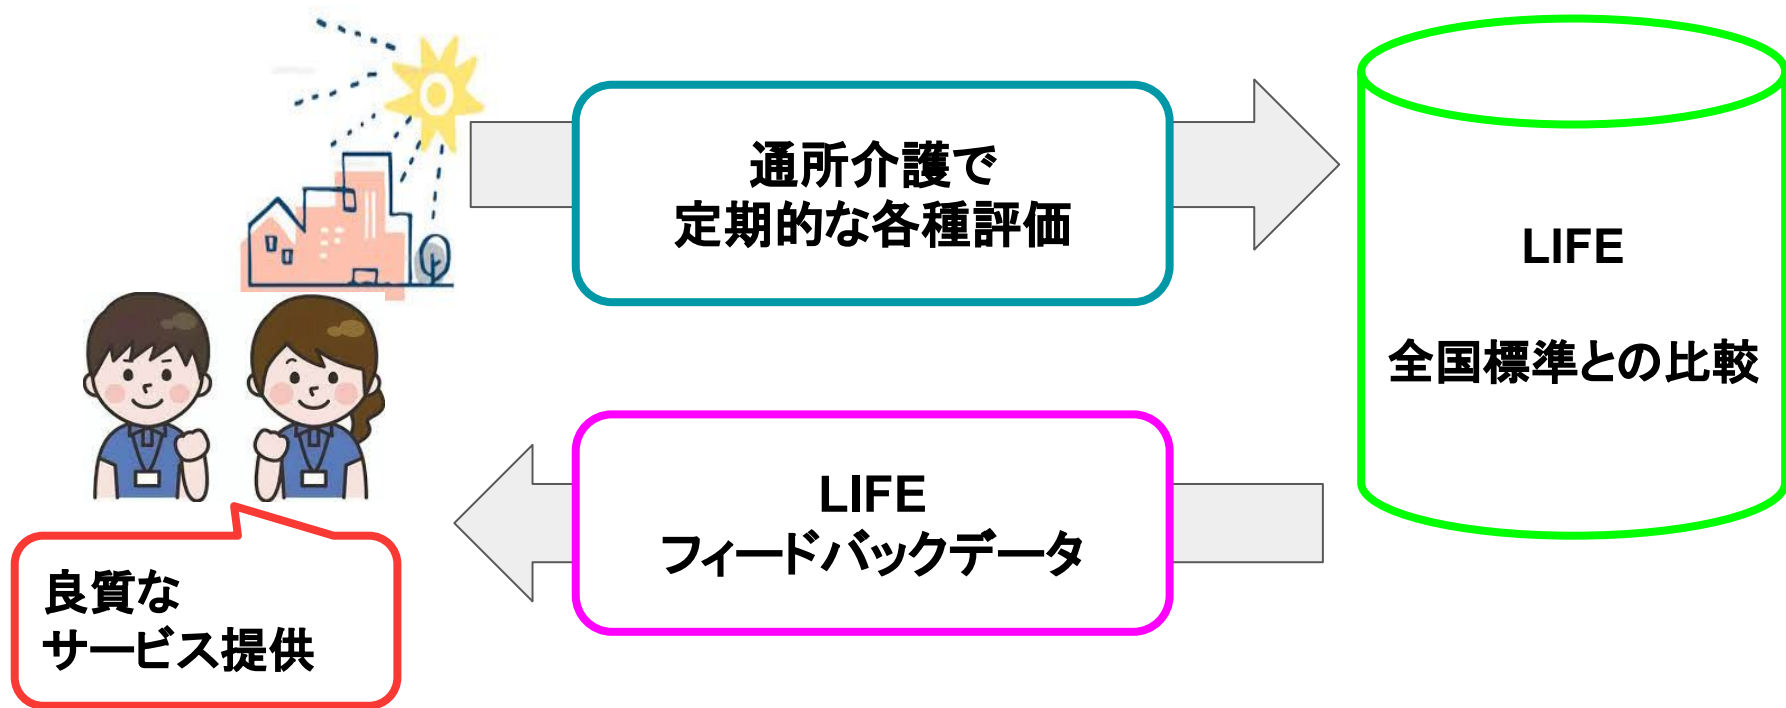 通所介護で
定期的な各種評価
LIFE
全国標準との比較
LIFE
フィードバックデータ
良質な
サービス提供